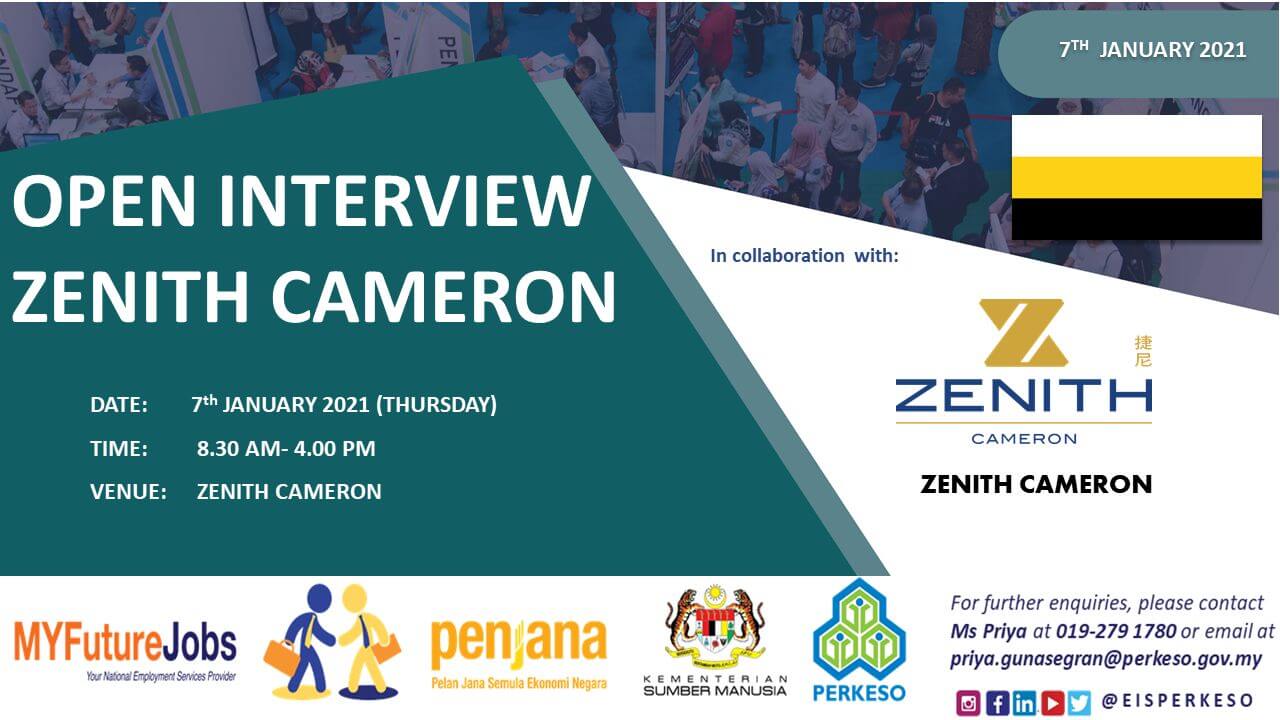 7TH JANUARY 2021
OPEN INTERVIEW
ZENITH CAMERON
DATE: 7th JANUARY 2021 (THURSDAY)
TIME: 8.30 AM- 4.00 PM
VENUE: ZENITH CAMERON
In collaboration with:
捷尼
ZENITH
CAMERON
ZENITH CAMERON
MYFutureJobs
Your National Employment Services Provider
penjana
Pelan Jana Semula Ekonomi Negara
KEMENTERIAN
SUMBER MANUSIA
PERKESO
For further enquiries, please contact
Ms Priya at 019-279 1780 or email at
priya.gunasegran@perkeso.gov.my
@EISPERKESO